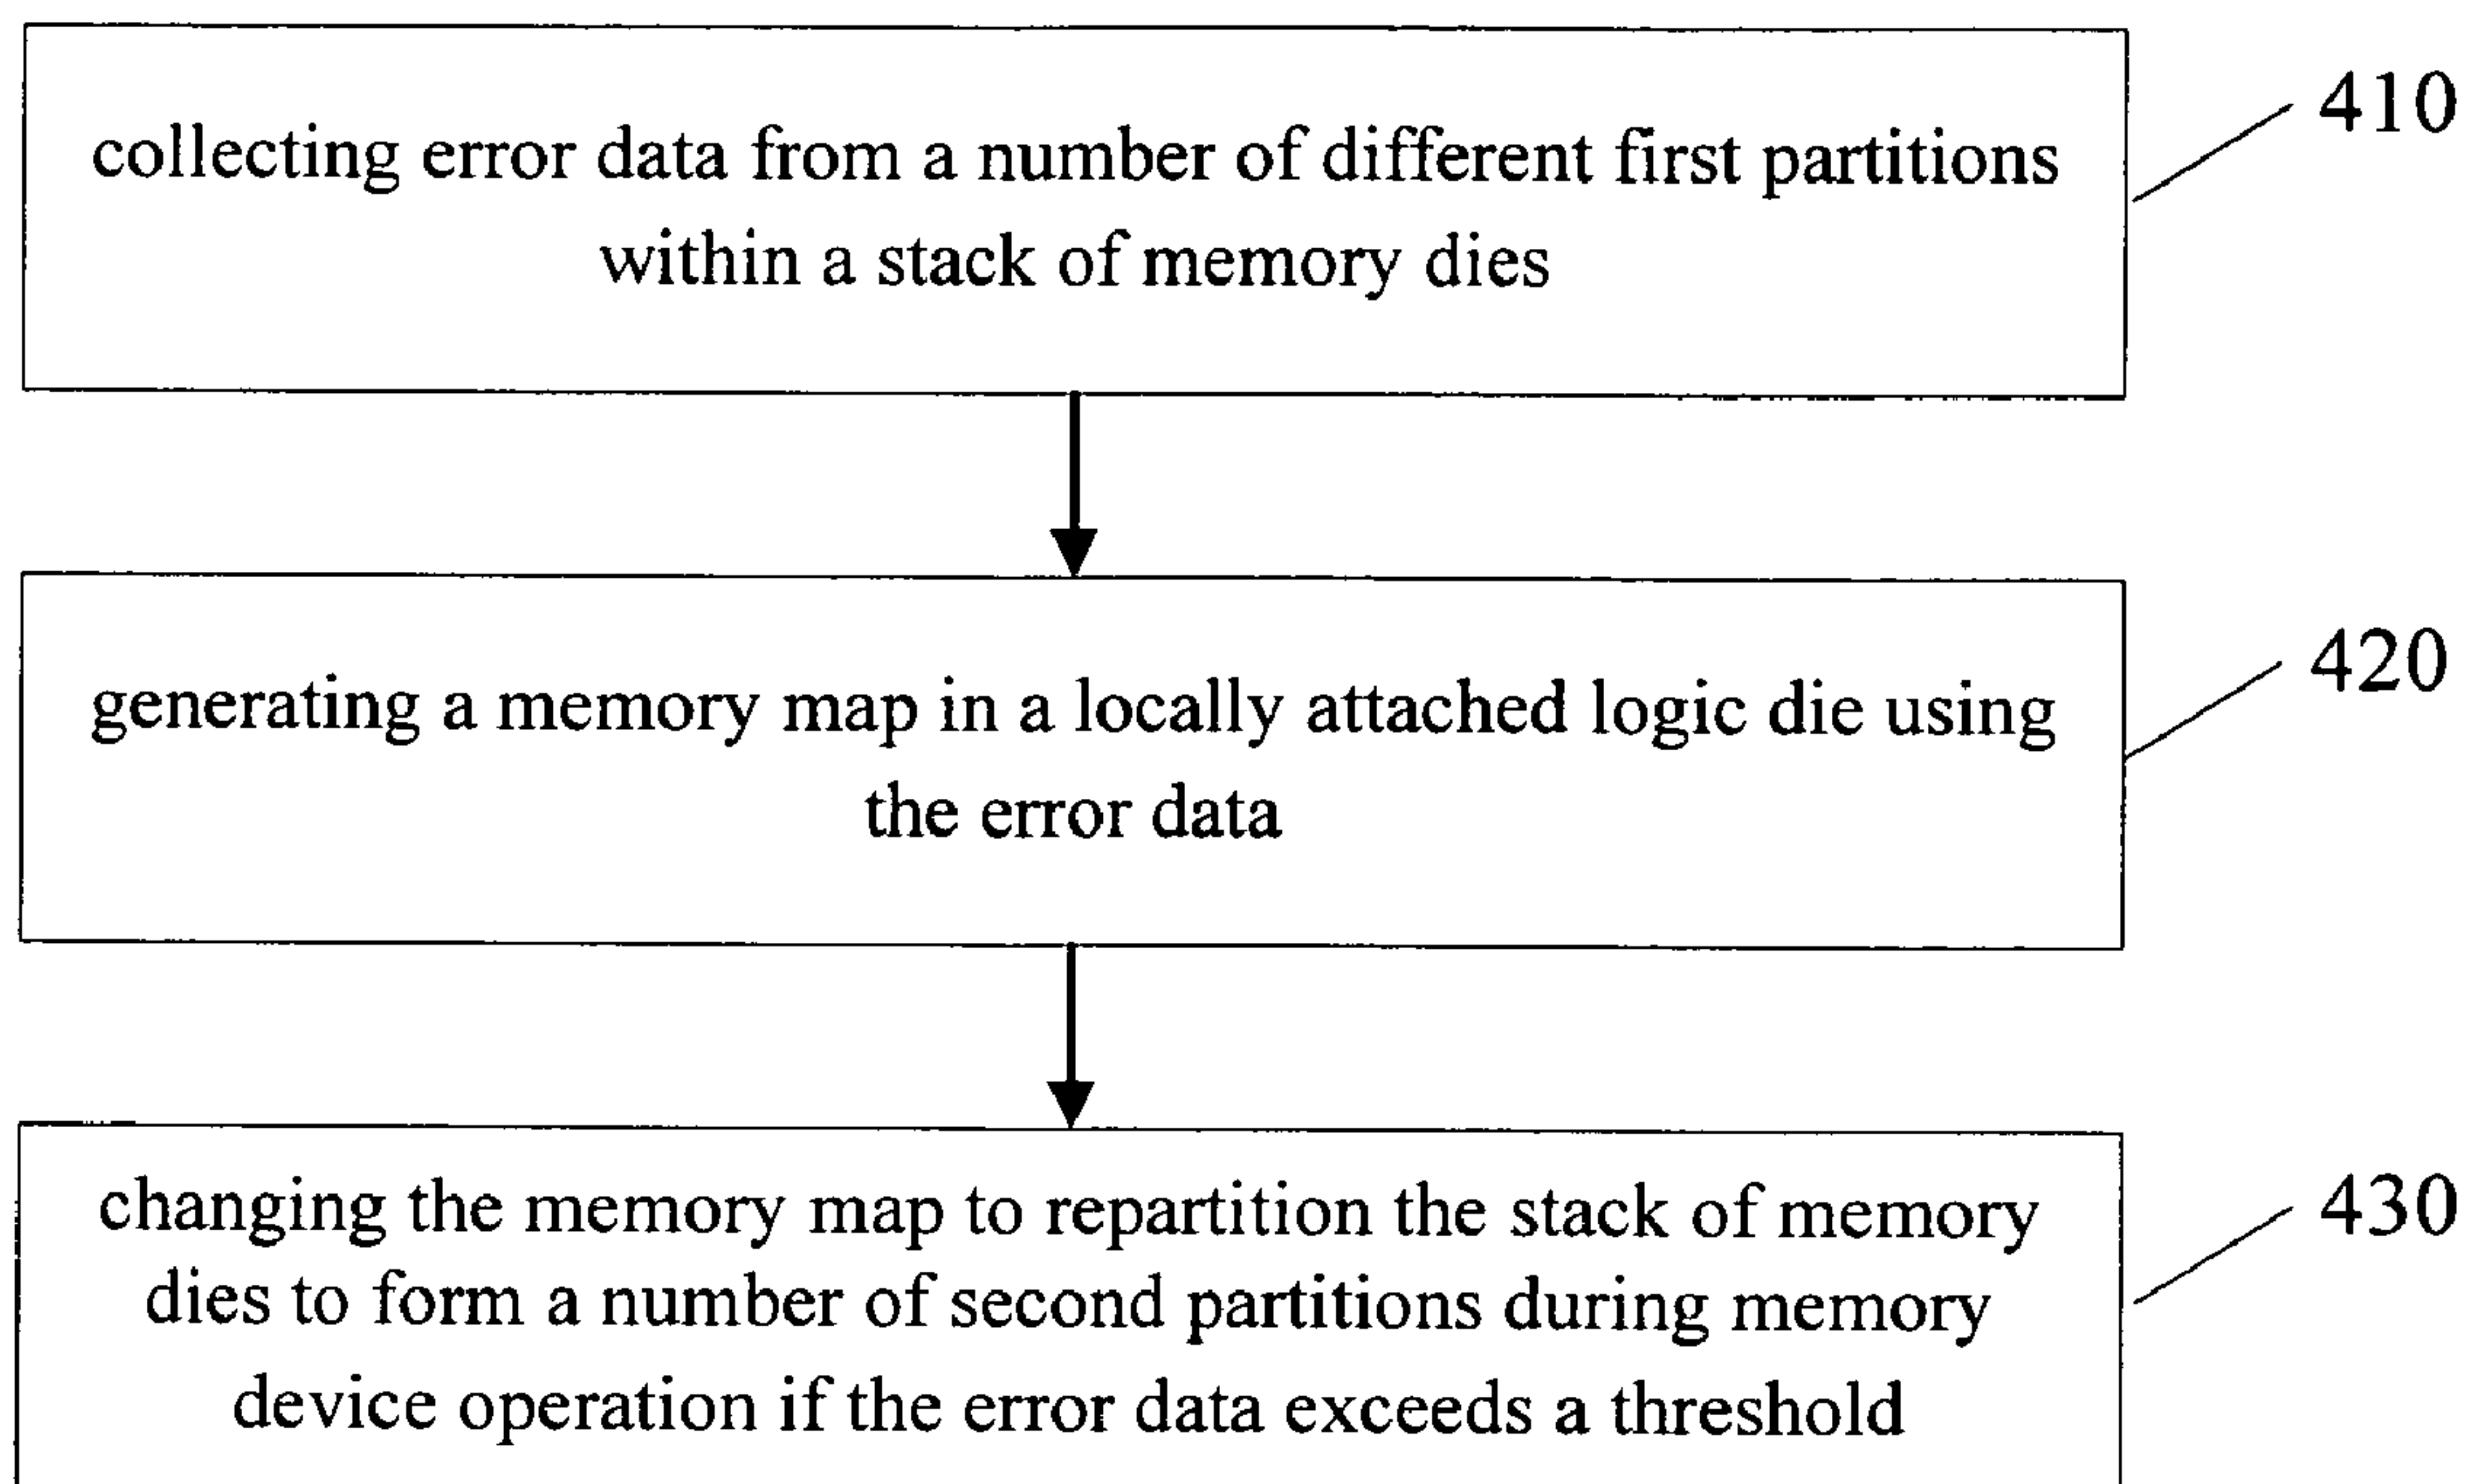 collecting error data from a number of different first partitions
within a stack of memory dies
410
generating a memory map in a locally attached logic die using
the error data
420
changing the memory map to repartition the stack of memory
dies to form a number of second partitions during memory
device operation if the error data exceeds a threshold
430